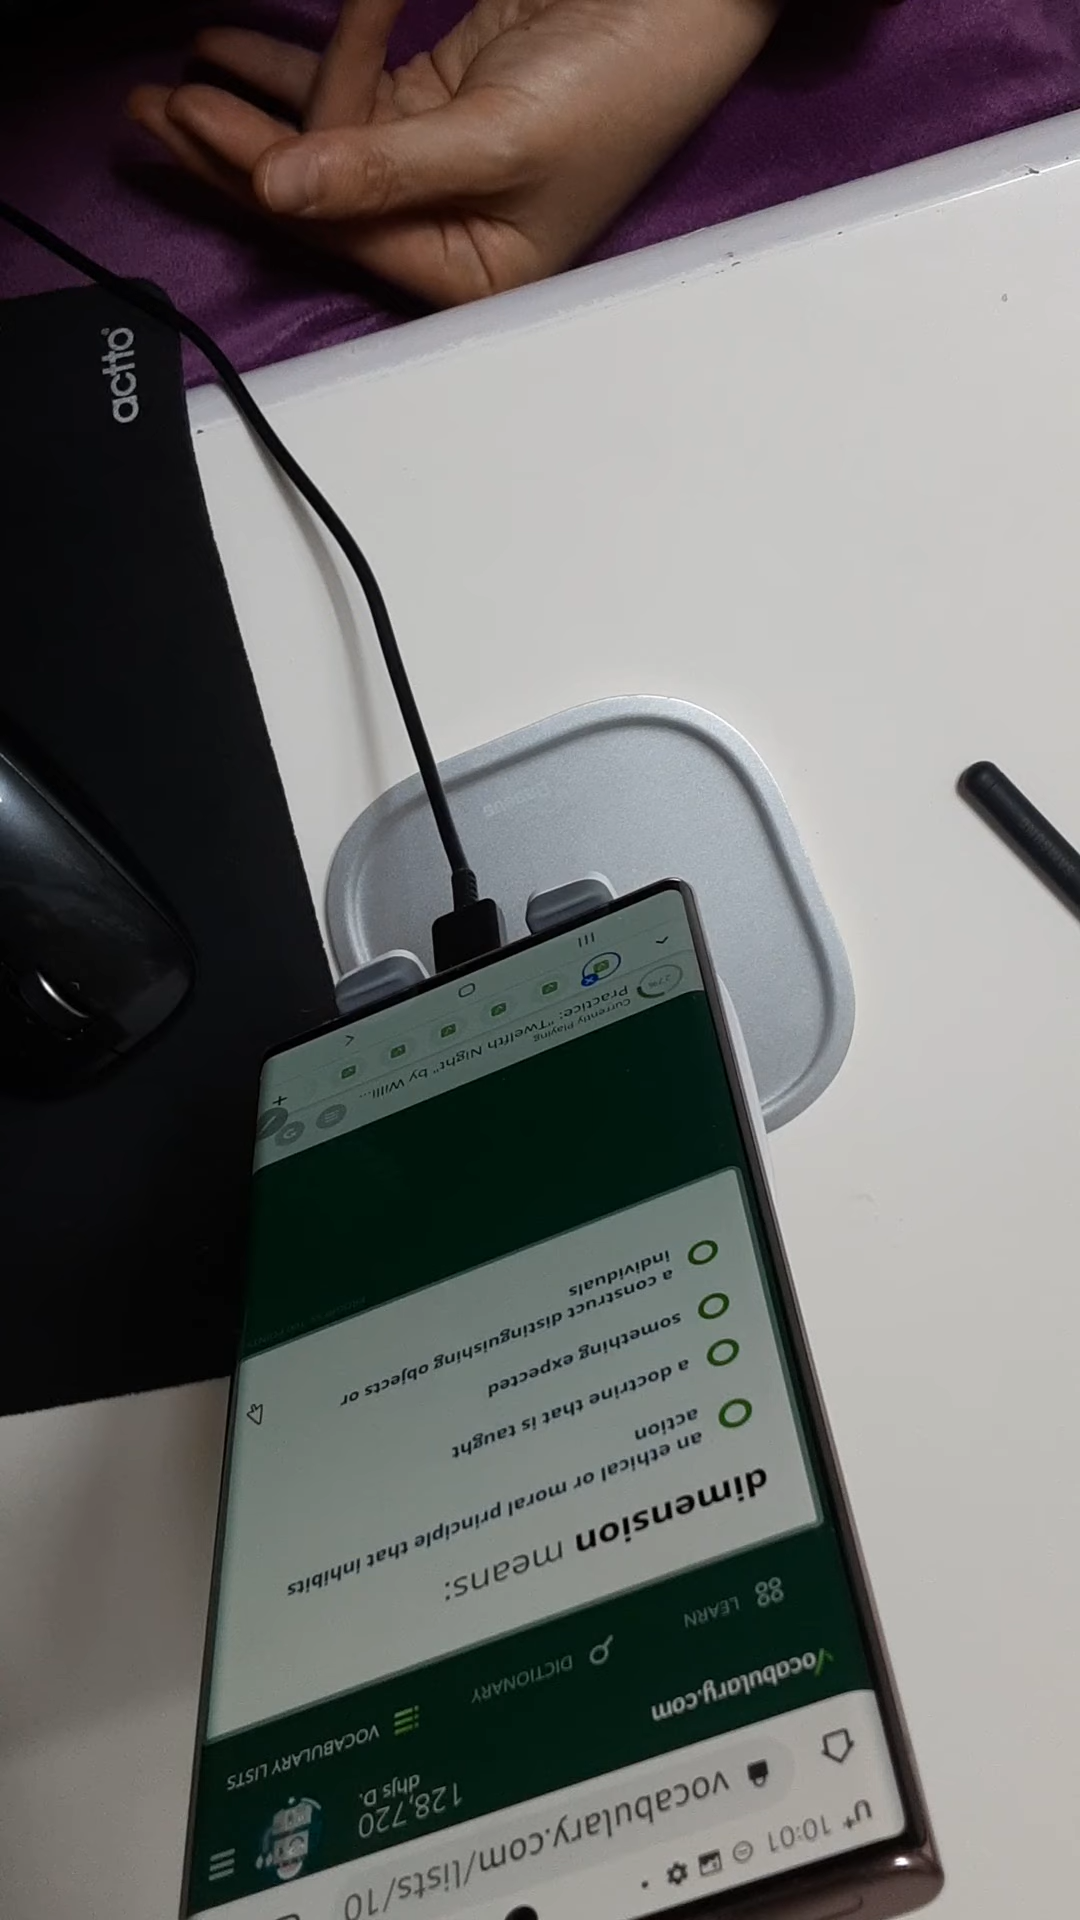 actto
Baseus
U+ 10:01
vocabulary.com/lists/10
Vocabulary.com
128,720
dhjs D.
LEARN
DICTIONARY
VOCABULARY LISTS
dimension means:
an ethical or moral principle that inhibits
action
a doctrine that is taught
something expected
a construct distinguishing objects or
individuals
Currently Playing
Practice: "Twelfth Night" by Willi...